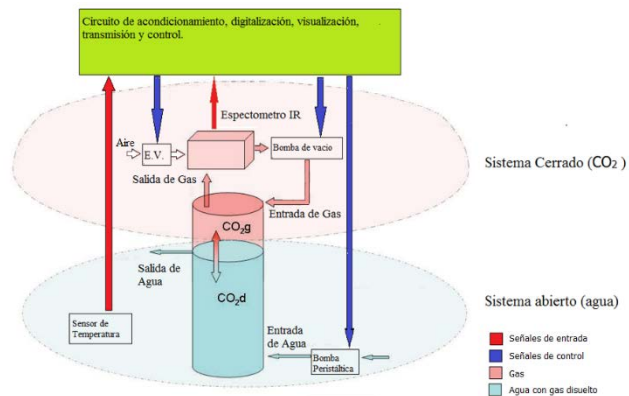 Circuito de acondicionamiento, digitalización, visualización,
transmisión y control.
Espectometro IR
Aire
E.V.
Bomba de vacio
Salida de Gas
Entrada de Gas
Sistema Cerrado (CO₂ )
CO₂g
Salida de
Agua
CO₂d
Sensor de
Temperatura
Entrada
de Agua
Bomba
Peristáltica
Sistema abierto (agua)
Señales de entrada
Señales de control
Gas
Agua con gas disuelto